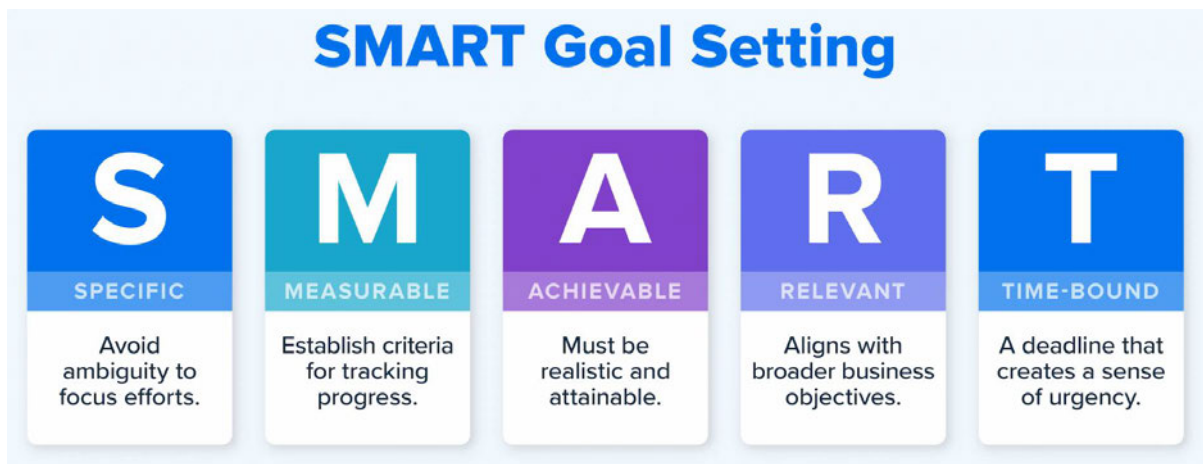 SMART Goal Setting
S
SPECIFIC
Avoid
ambiguity to
focus efforts.
M
MEASURABLE
Establish criteria
for tracking
progress.
A
ACHIEVABLE
Must be
realistic and
attainable.
R
RELEVANT
Aligns with
broader business
objectives.
T
TIME-BOUND
A deadline that
creates a sense
of urgency.